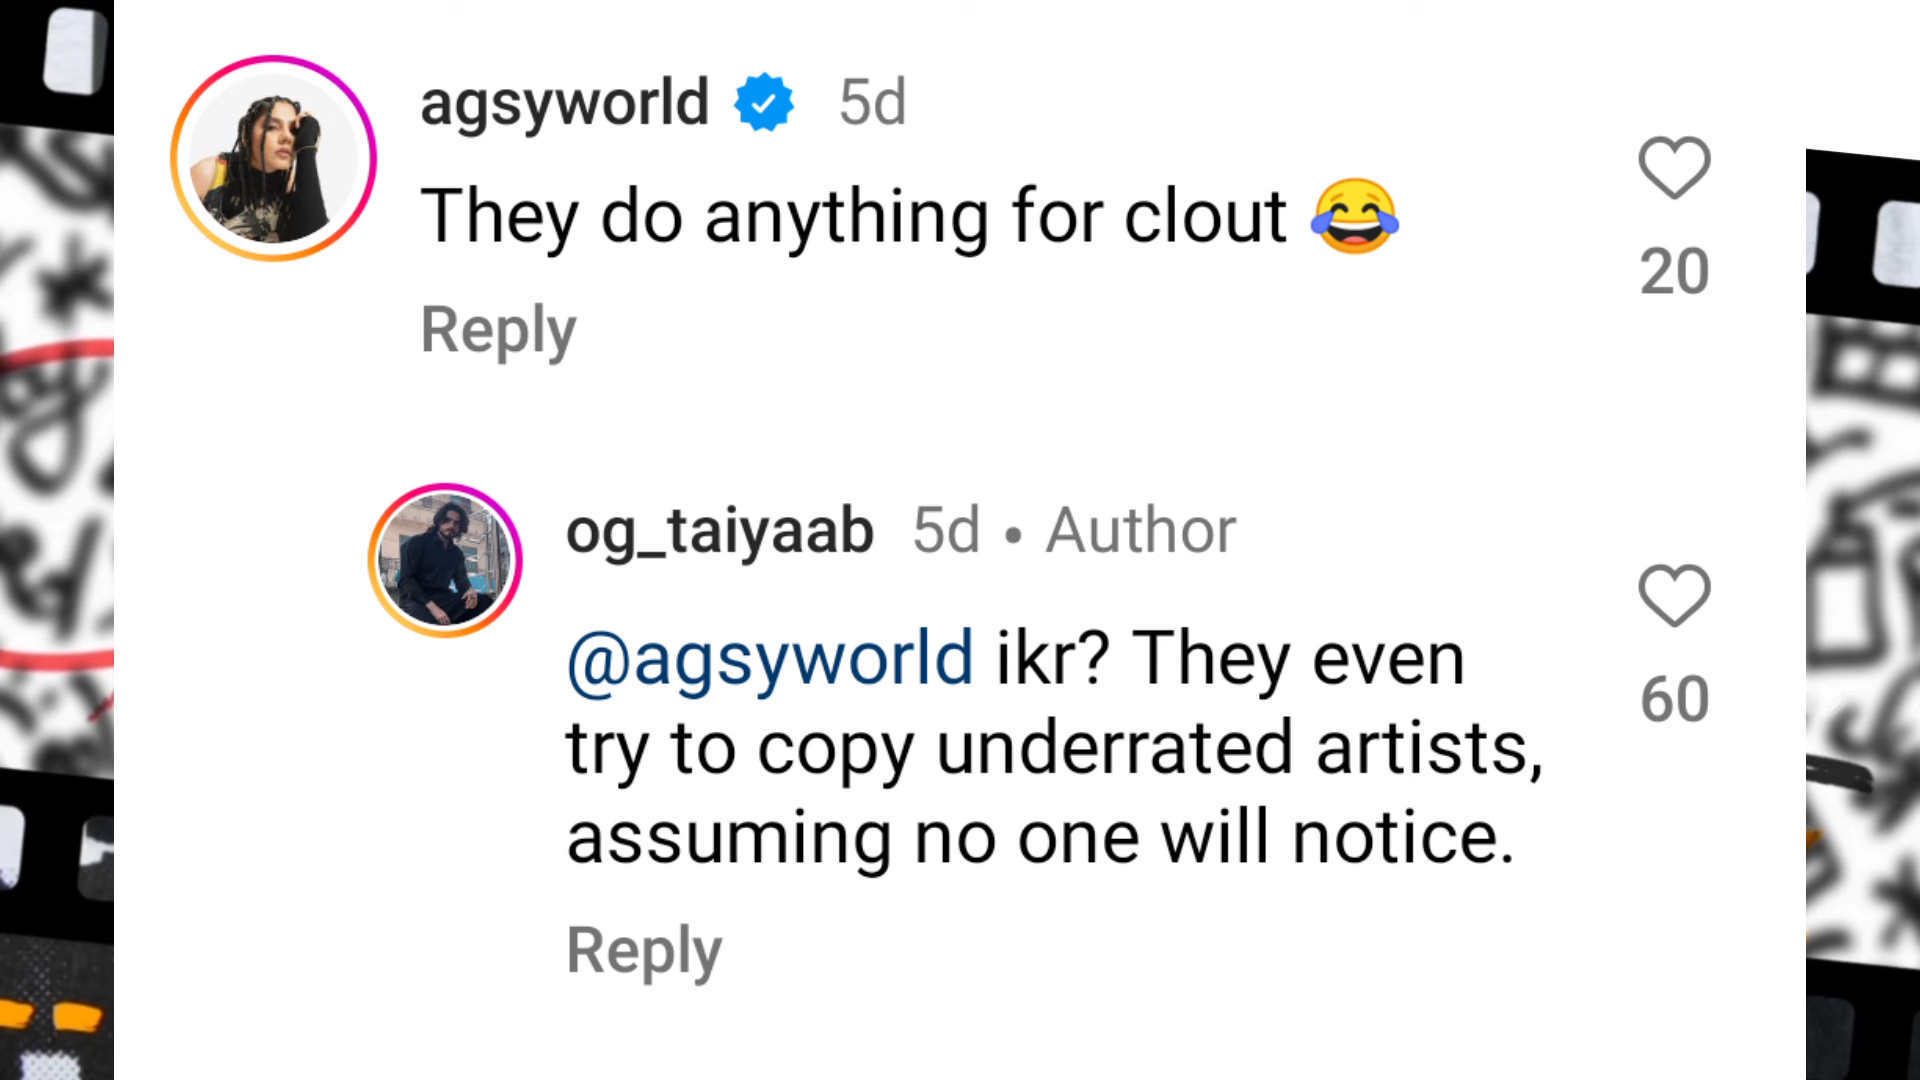 agsyworld 5d
They do anything for clout 😂
20
Reply
og_taiyaab 5d • Author
@agsyworld ikr? They even
try to copy underrated artists,
assuming no one will notice.
60
Reply